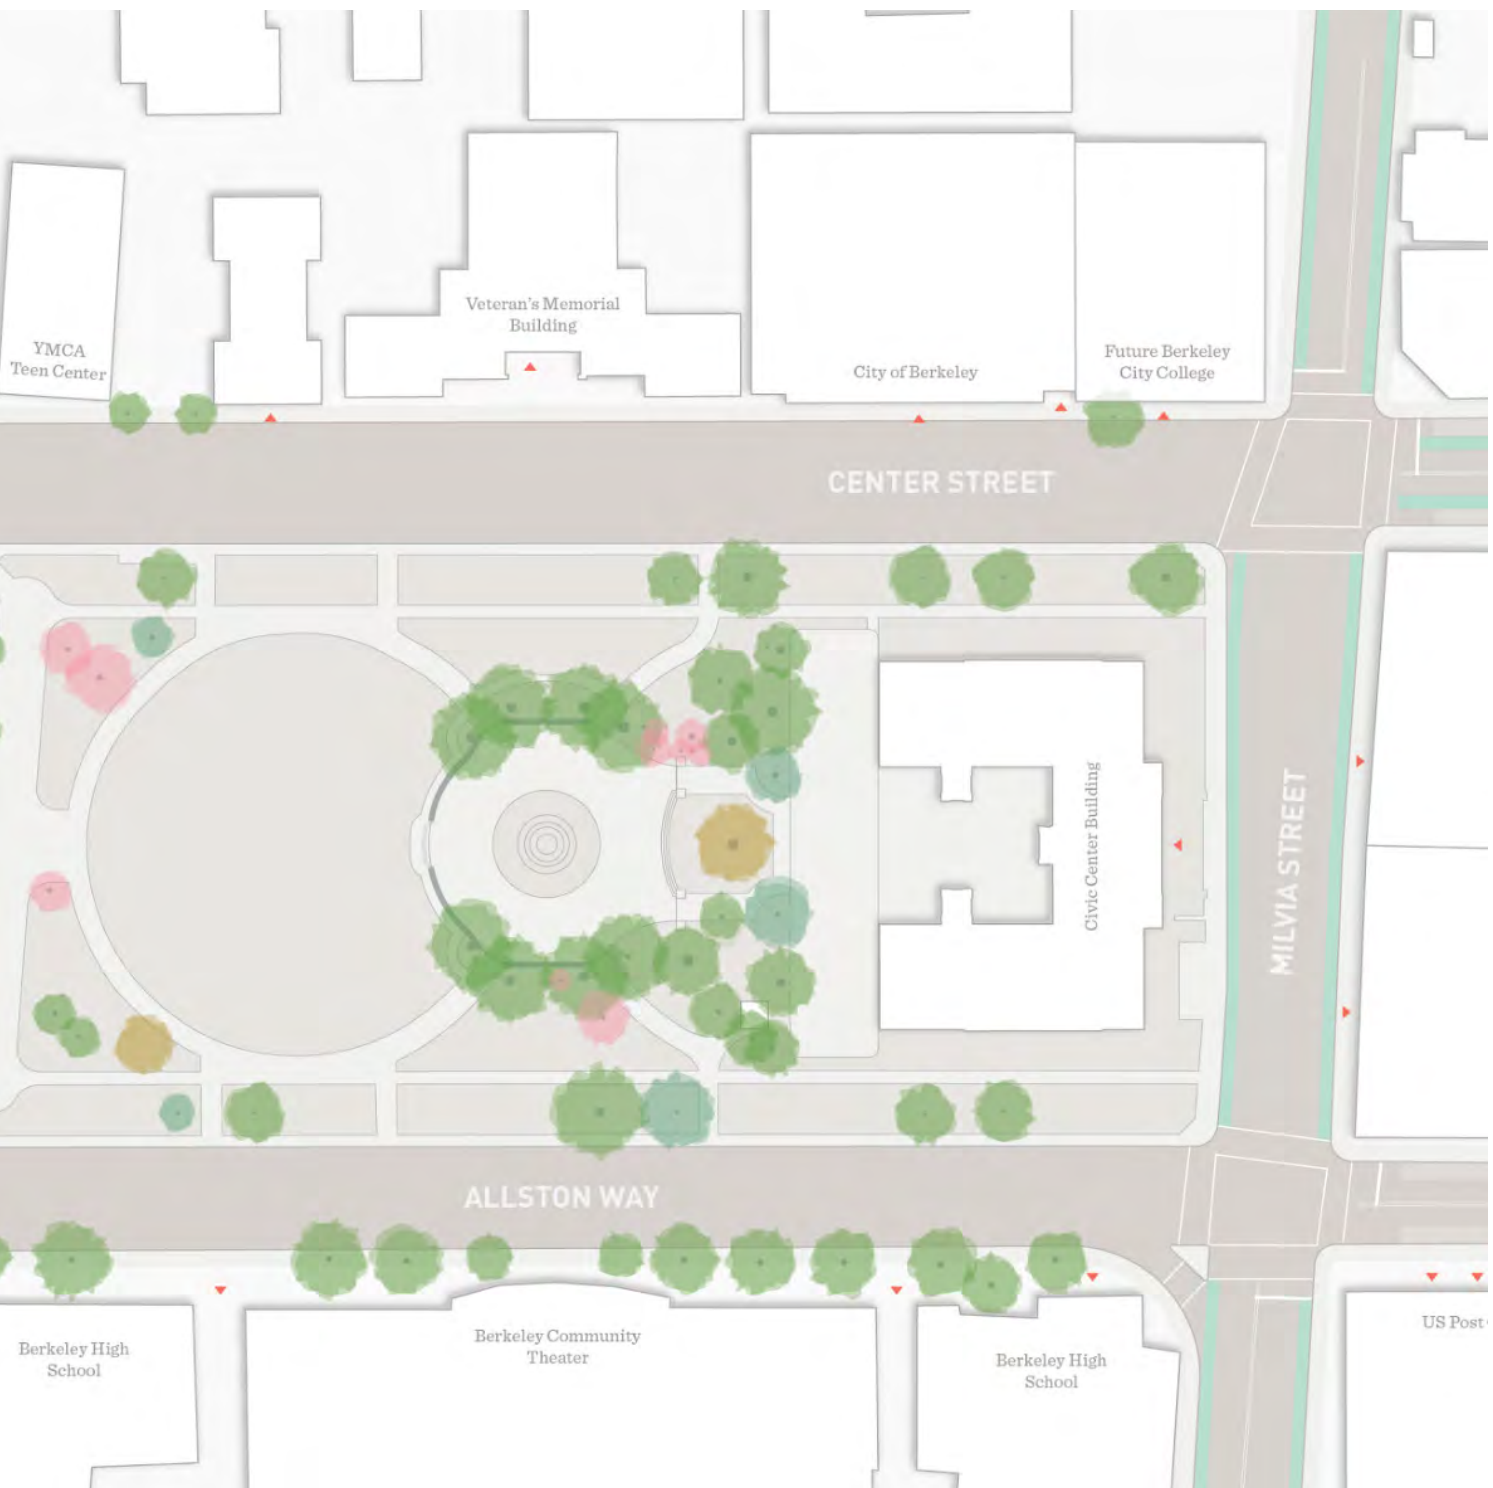 Veteran's Memorial
Building
YMCA
Teen Center
City of Berkeley
Future Berkeley
City College
CENTER STREET
Civic Center Building
MILVIA STREET
ALLSTON WAY
Berkeley High
School
Berkeley Community
Theater
Berkeley High
School
US Post